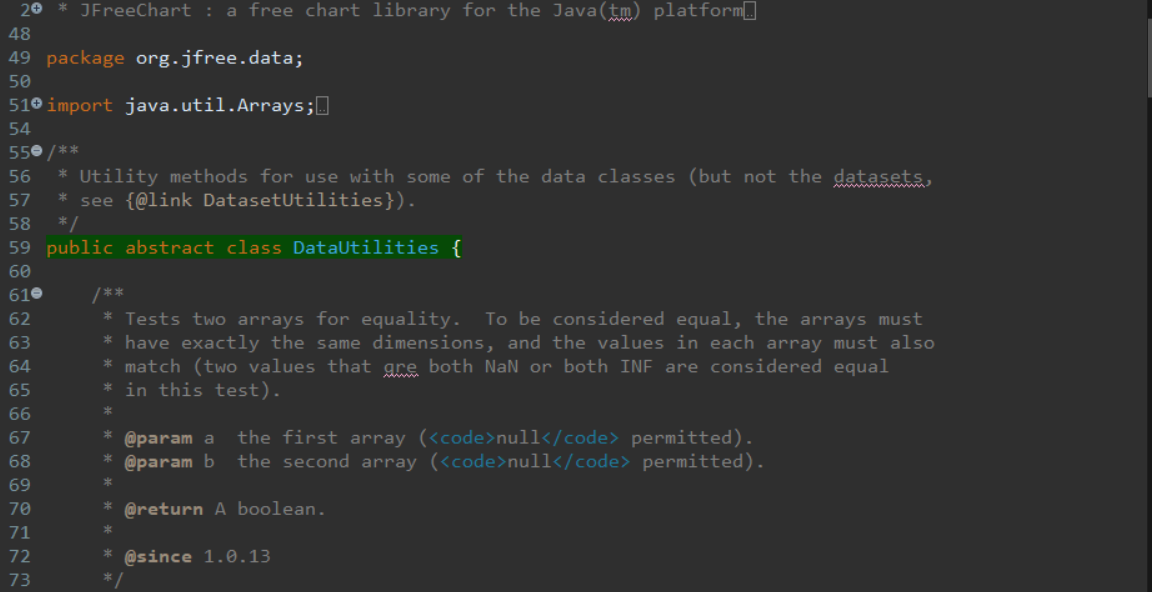 2 * JFreeChart : a free chart library for the Java(tm) platform
48
49 package org.jfree.data;
50
51 import java.util.Arrays;
54
55 /**
56  * Utility methods for use with some of the data classes (but not the datasets,
57  * see {@link DatasetUtilities}).
58  */
59 public abstract class DataUtilities {
60
61     /**
62      * Tests two arrays for equality.  To be considered equal, the arrays must
63      * have exactly the same dimensions, and the values in each array must also
64      * match (two values that qre both NaN or both INF are considered equal
65      * in this test).
66      *
67      * @param a  the first array (<code>null</code> permitted).
68      * @param b  the second array (<code>null</code> permitted).
69      *
70      * @return A boolean.
71      *
72      * @since 1.0.13
73      */